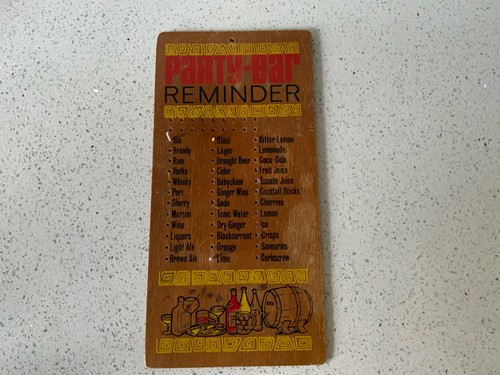 Party-Bar
REMINDER
Gin
Brandy
Rum
Vodka
Whisky
Port
Sherry
Martini
Wine
Liquers
Light Ale
Brown Ale
Stout
Lager
Draught Beer
Cider
Babycham
Ginger Wine
Soda
Tonic Water
Dry Ginger
Blackcurrant
Orange
Lime
Bitter Lemon
Lemonade
Coca-Cola
Fruit Juice
Tomato Juice
Cocktail Sticks
Cherries
Lemon
Ice
Crisps
Savouries
Corkscrew